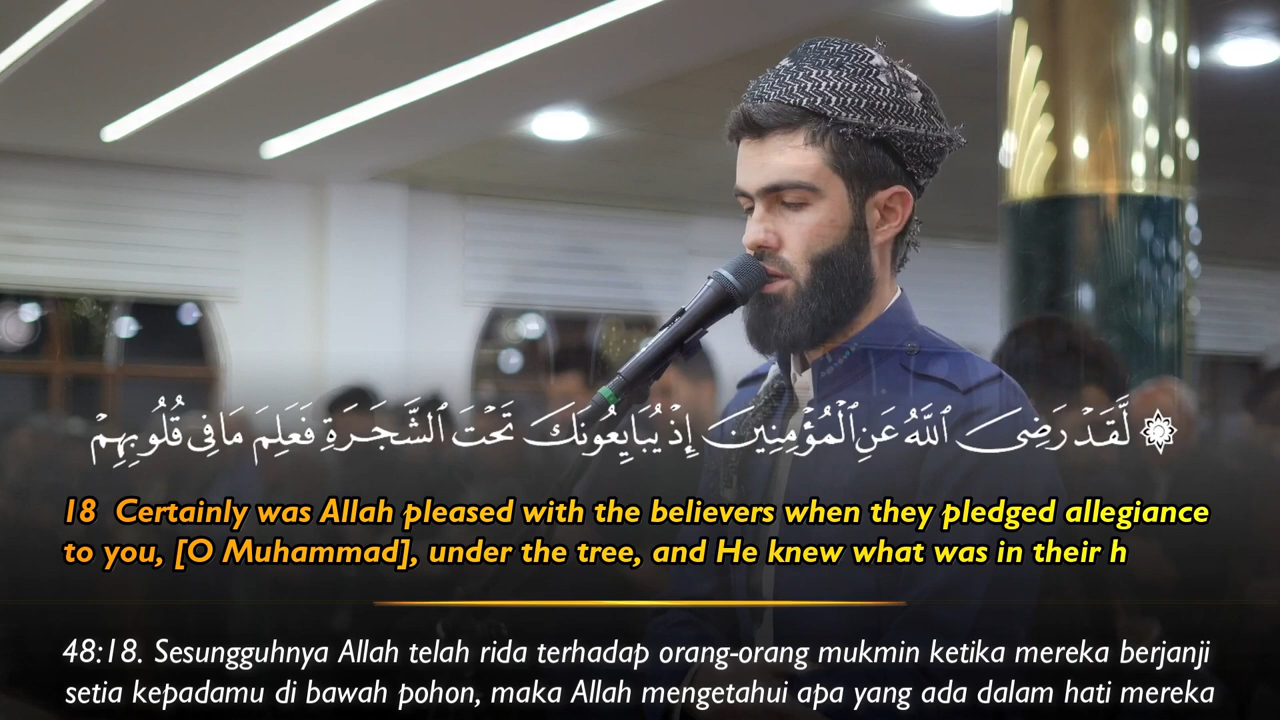 ۞ لَّقَدْ رَضِىَ ٱللَّهُ عَنِ ٱلْمُؤْمِنِينَ إِذْ يُبَايِعُونَكَ تَحْتَ ٱلشَّجَرَةِ فَعَلِمَ مَا فِى قُلُوبِهِمْ
18 Certainly was Allah pleased with the believers when they pledged allegiance
to you, [O Muhammad], under the tree, and He knew what was in their h
48:18. Sesungguhnya Allah telah rida terhadap orang-orang mukmin ketika mereka berjanji
setia kepadamu di bawah pohon, maka Allah mengetahui apa yang ada dalam hati mereka